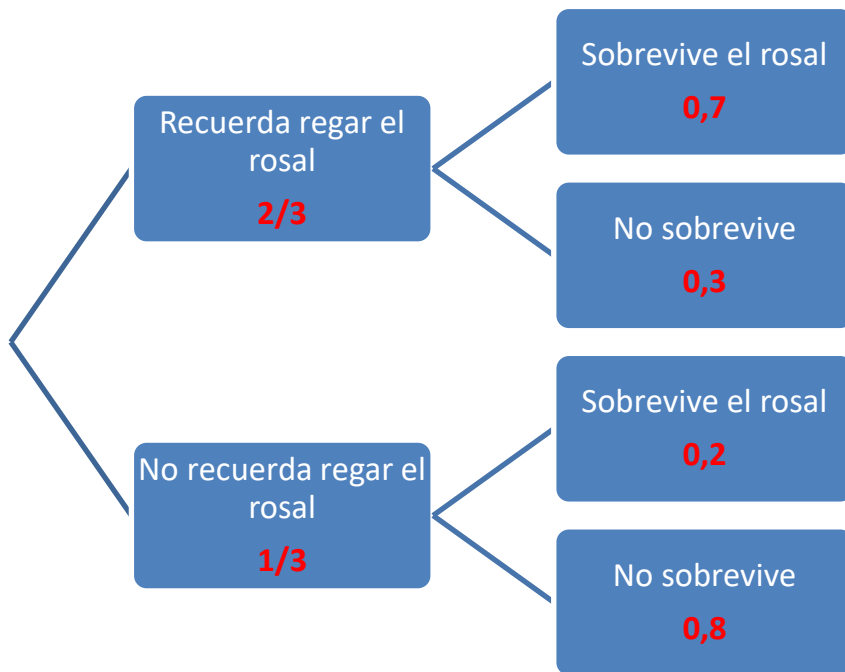 Sobrevive el rosal
0,7
Recuerda regar el
rosal
2/3
No sobrevive
0,3
Sobrevive el rosal
0,2
No recuerda regar el
rosal
1/3
No sobrevive
0,8